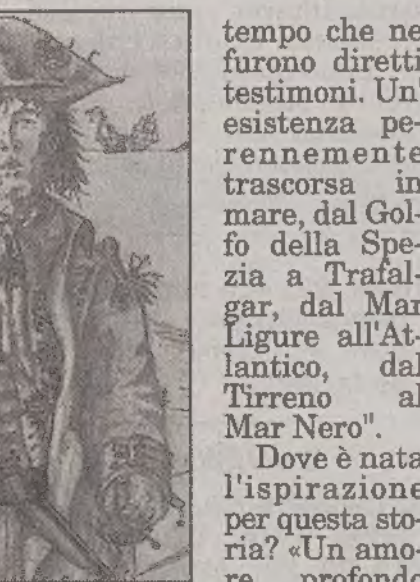 tempo che ne
furono diretti
testimoni. Un'
esistenza pe-
rennemente
trascorsa in
mare, dal Gol-
fo della Spe-
zia a Trafal-
gar, dal Mar
Ligure all'At-
lantico, dal
Tirreno al
Mar Nero".
Dove è nata
l'ispirazione
per questa sto-
ria? «Un amo-
re profondo